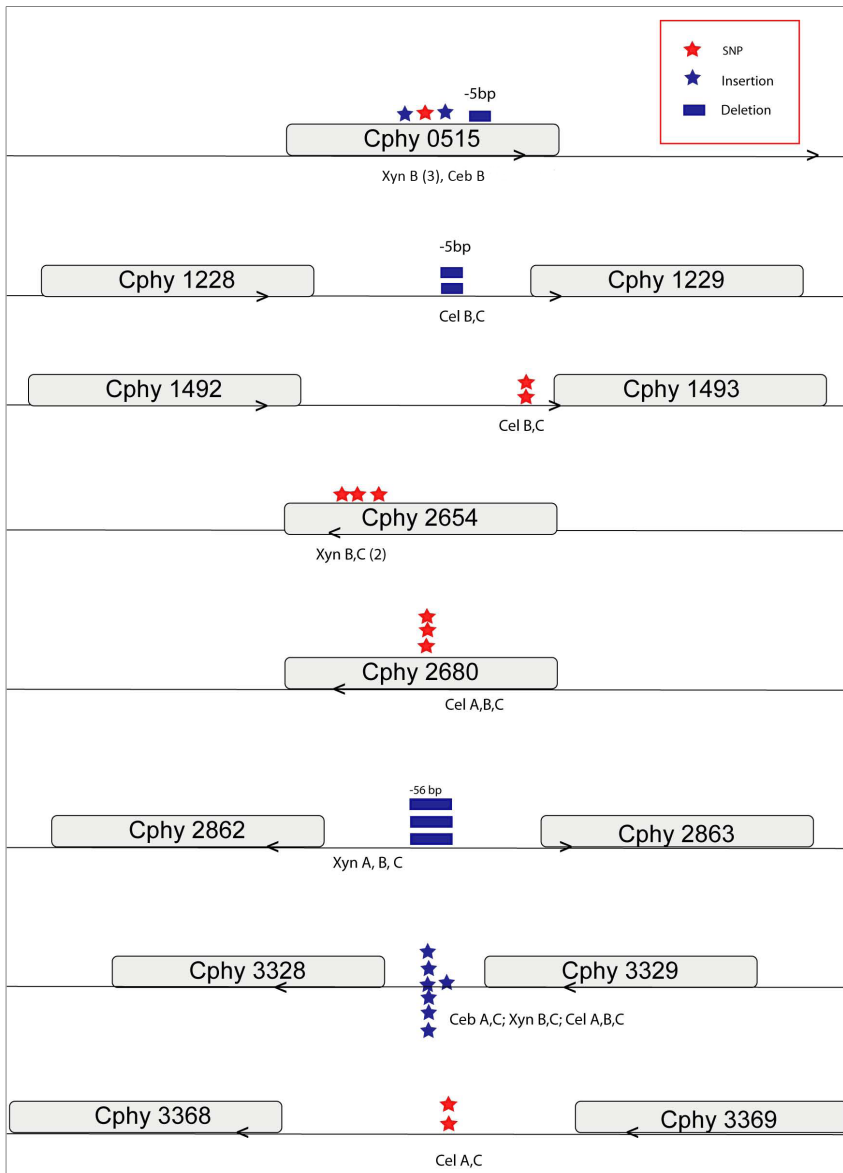 SNP
Insertion
Deletion
-5bp
Cphy 0515
Xyn B (3), Ceb B
-5bp
Cphy 1228
Cphy 1229
Cel B,C
Cphy 1492
Cphy 1493
Cel B,C
Cphy 2654
Xyn B,C (2)
Cphy 2680
Cel A,B,C
-56 bp
Cphy 2862
Cphy 2863
Xyn A, B, C
Cphy 3328
Cphy 3329
Ceb A,C; Xyn B,C; Cel A,B,C
Cphy 3368
Cphy 3369
Cel A,C